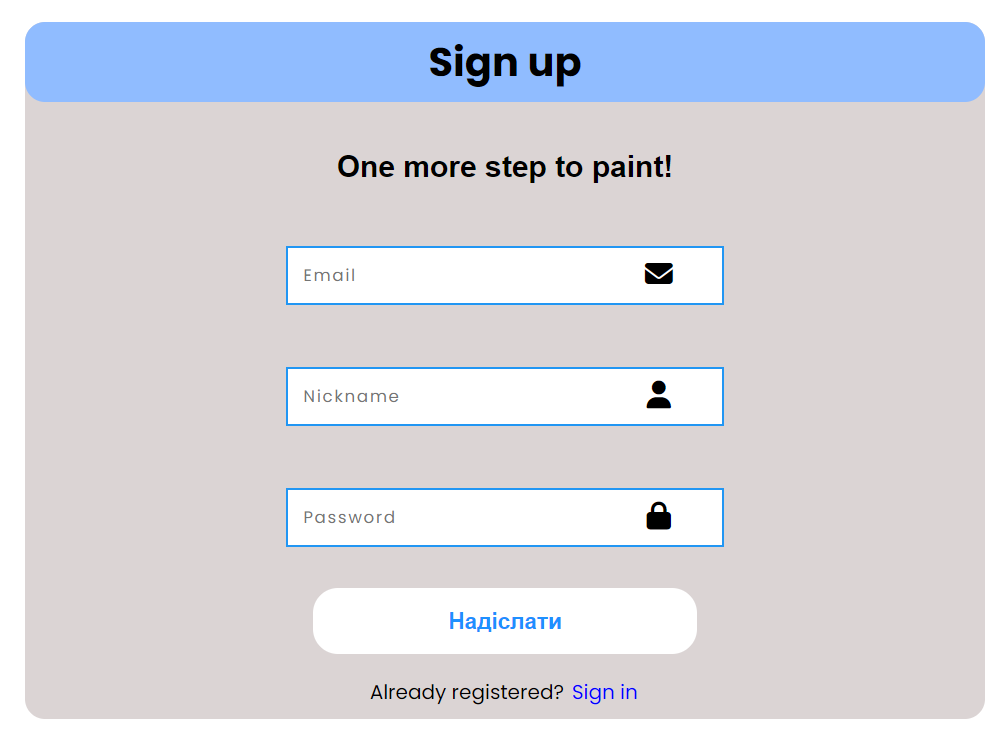 Sign up
One more step to paint!
Email
Nickname
Password
Надіслати
Already registered? Sign in